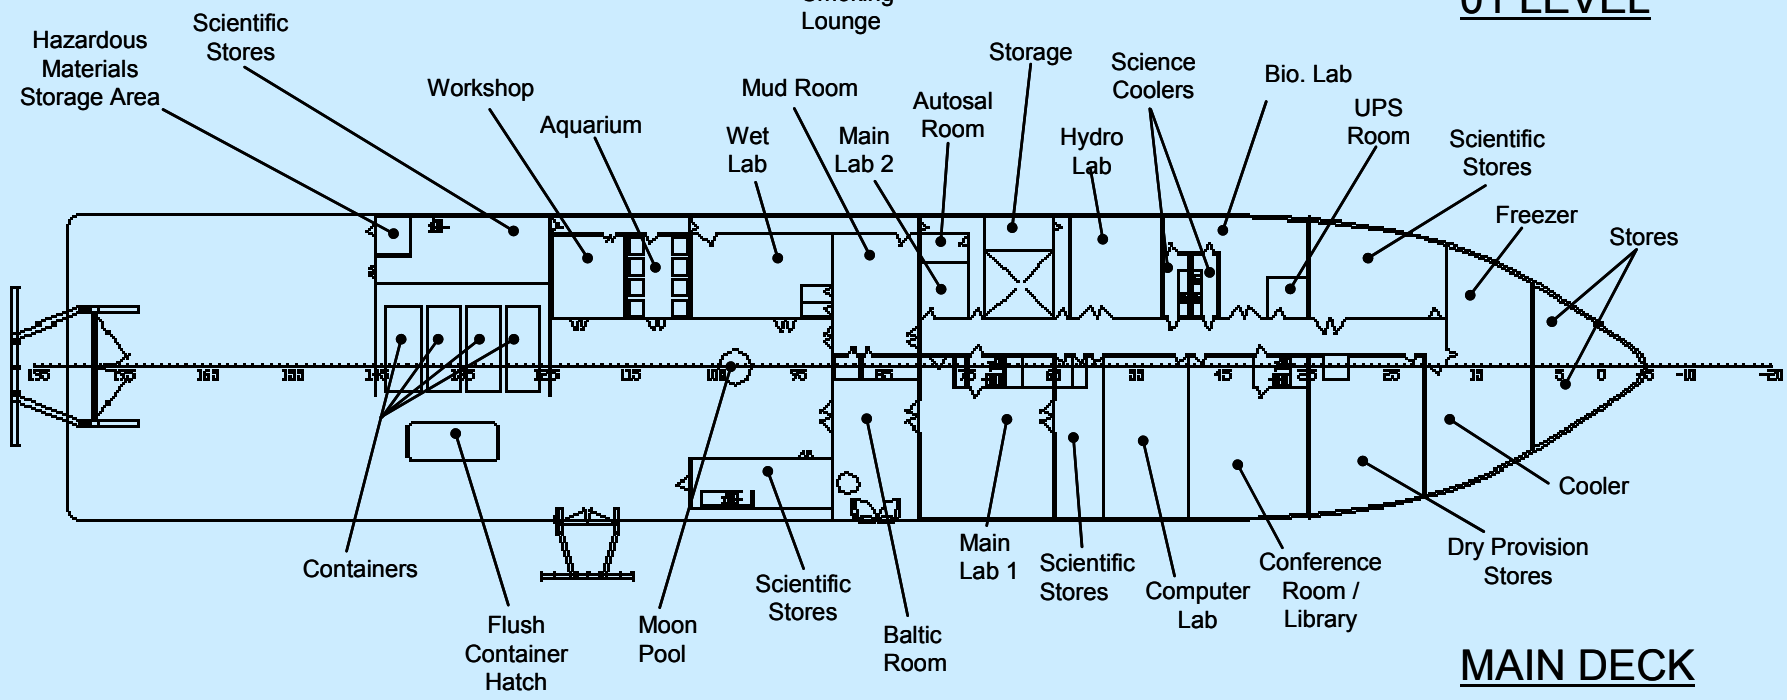 Smoking
Lounge
01 LEVEL
Hazardous
Materials
Storage Area
Scientific
Stores
Workshop
Aquarium
Wet
Lab
Mud Room
Main
Lab 2
Autosal
Room
Storage
Hydro
Lab
Science
Coolers
Bio. Lab
UPS
Room
Scientific
Stores
Freezer
Stores
Containers
Flush
Container
Hatch
Moon
Pool
Scientific
Stores
Baltic
Room
Main
Lab 1
Scientific
Stores
Computer
Lab
Conference
Room /
Library
Dry Provision
Stores
Cooler
MAIN DECK